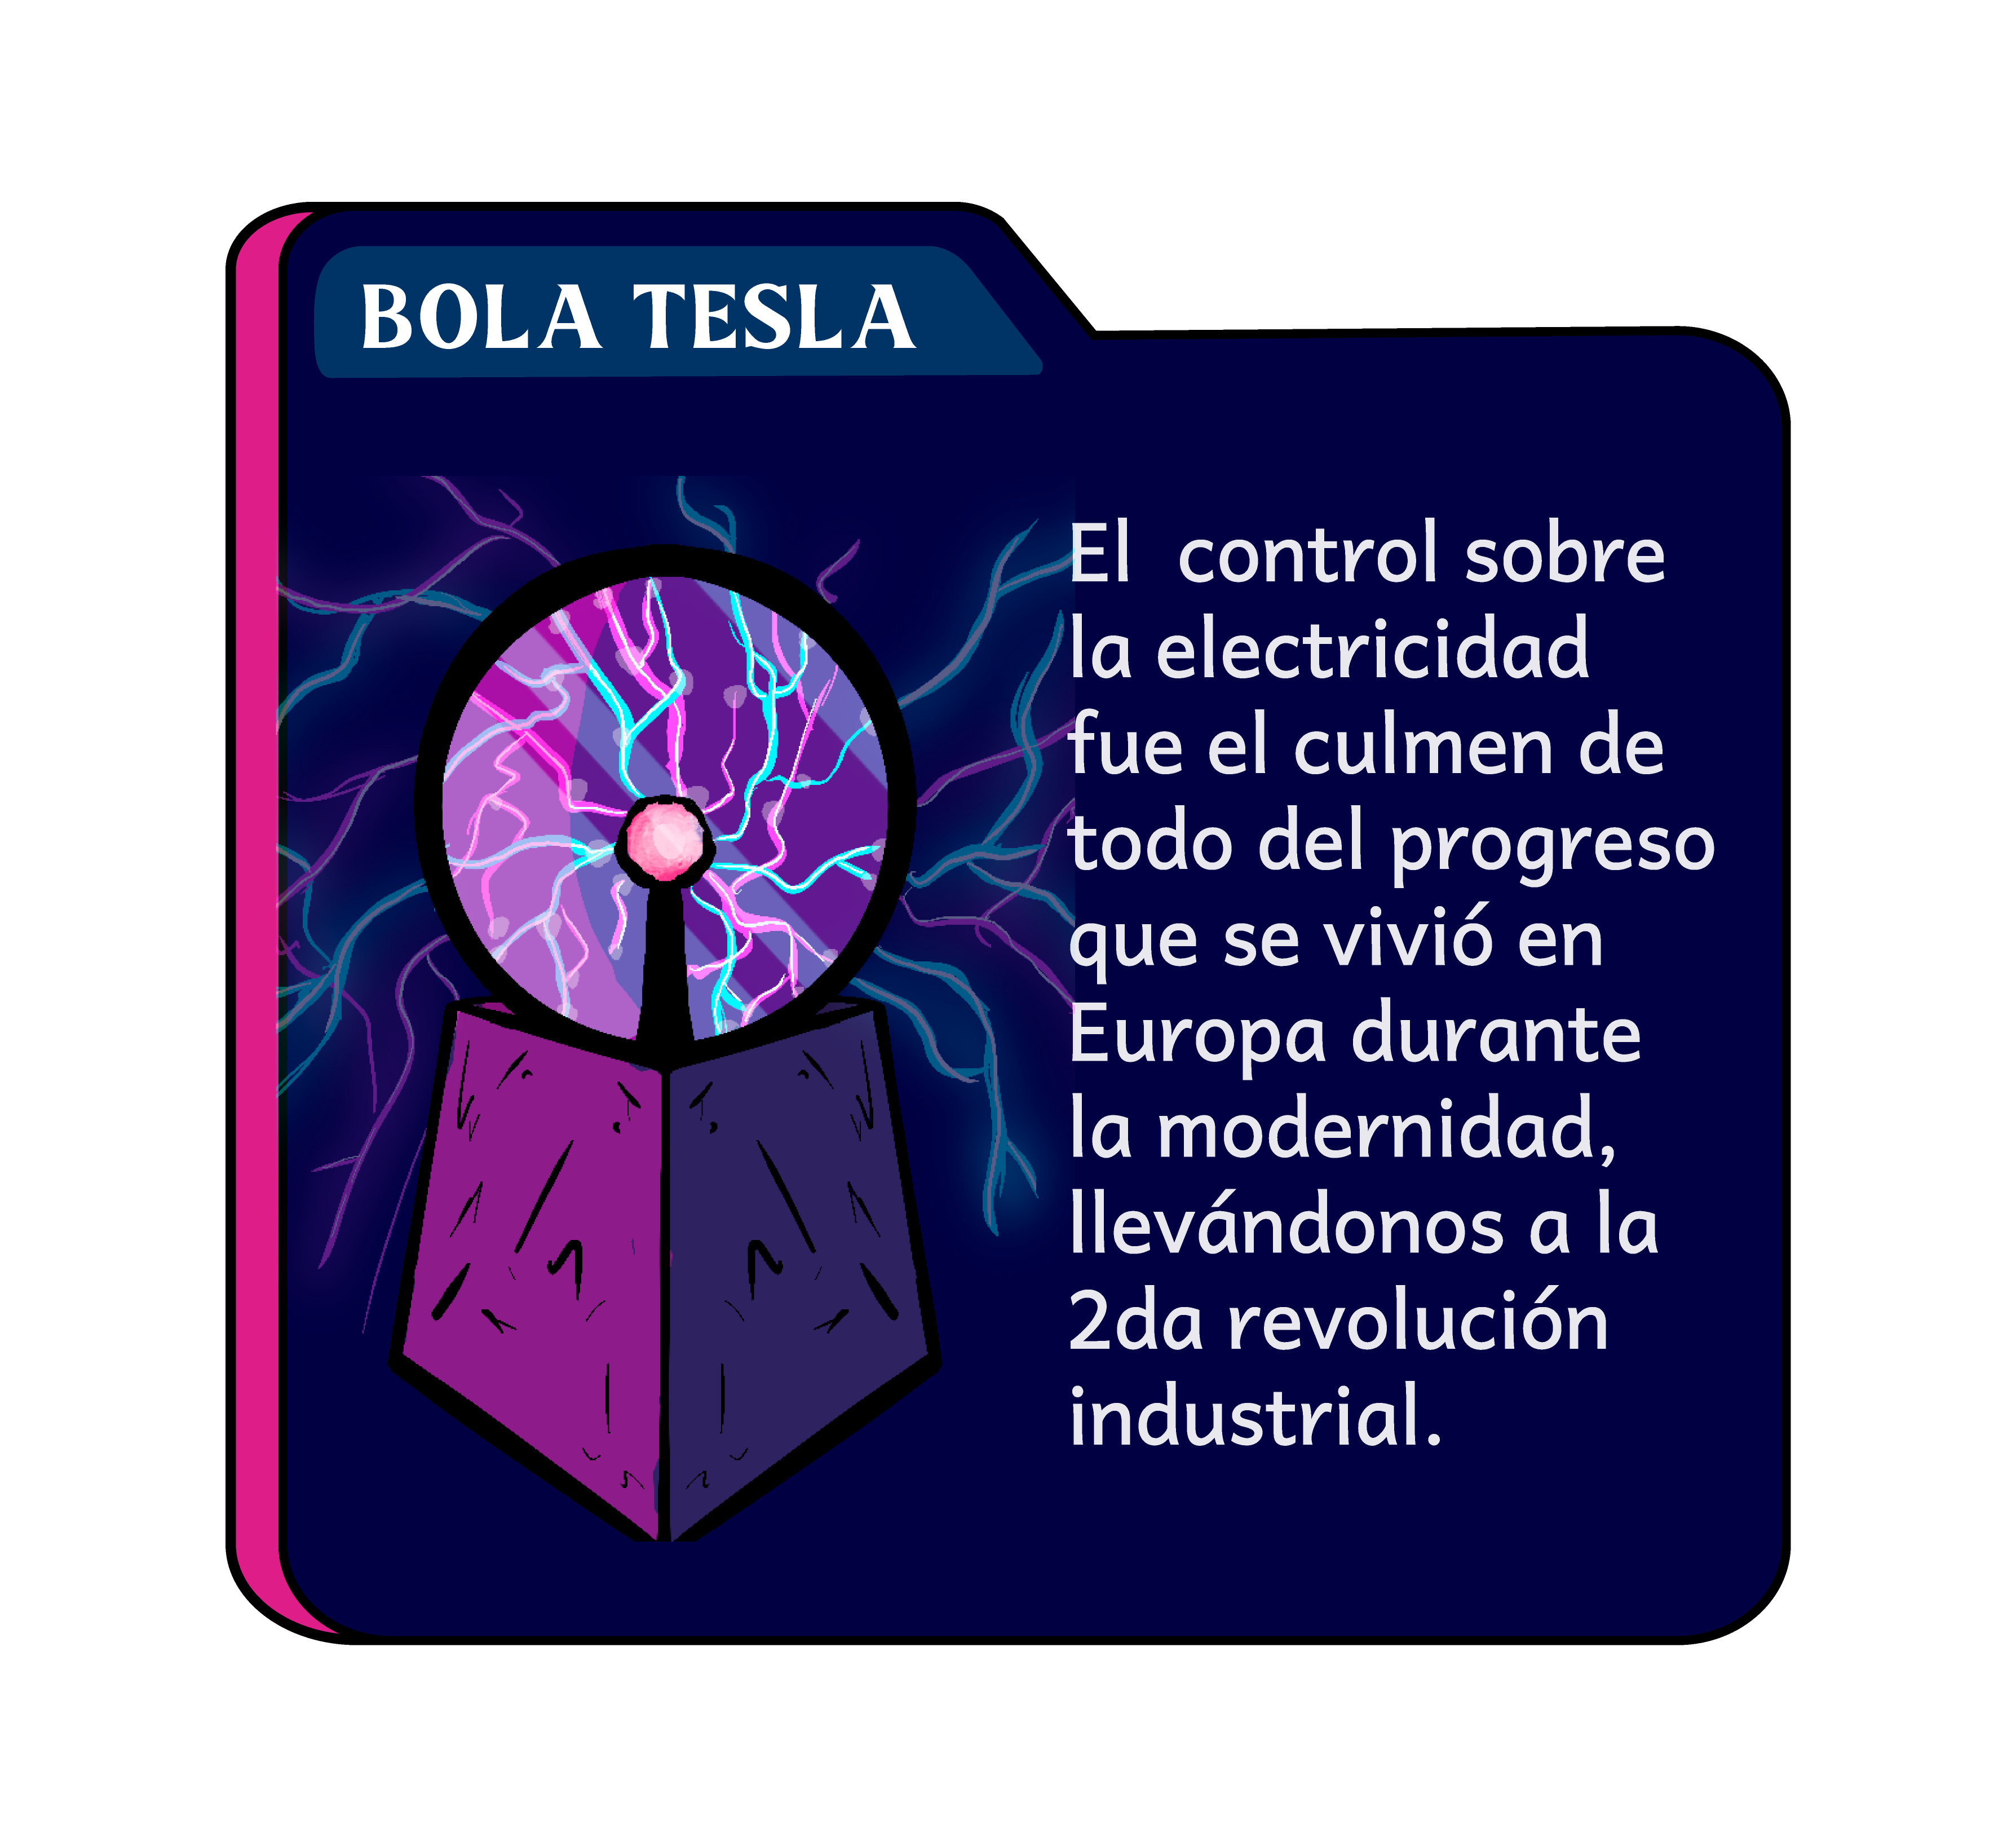 BOLA TESLA
El  control sobre
la electricidad
fue el culmen de
todo del progreso
que se vivió en
Europa durante
la modernidad,
llevándonos a la
2da revolución
industrial.